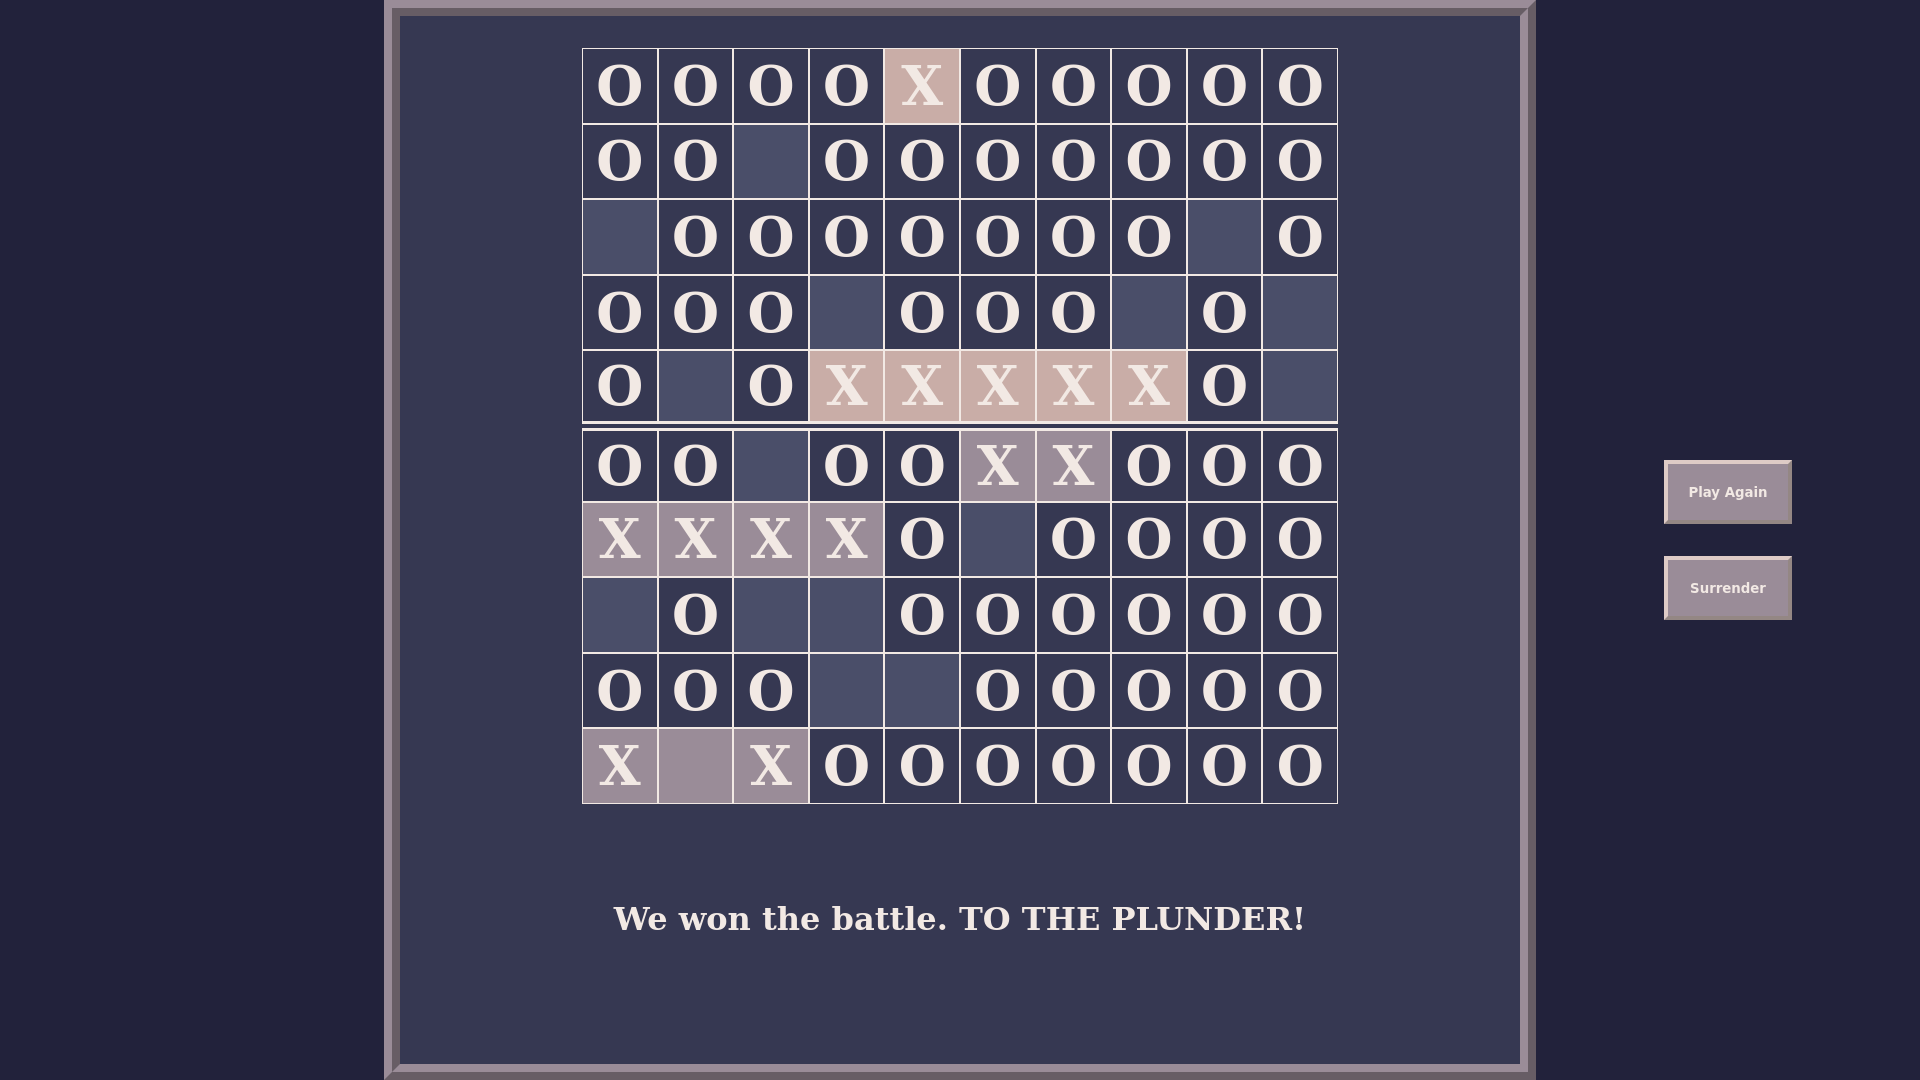 O O O O X O O O O O
O O O O O O O O O
O O O O O O O O
O O O O O O O
O O X X X X X O
O O O O X X O O O
X X X X O O O O O
O O O O O O O
O O O O O O O O
X X O O O O O O O
Play Again
Surrender
We won the battle. TO THE PLUNDER!